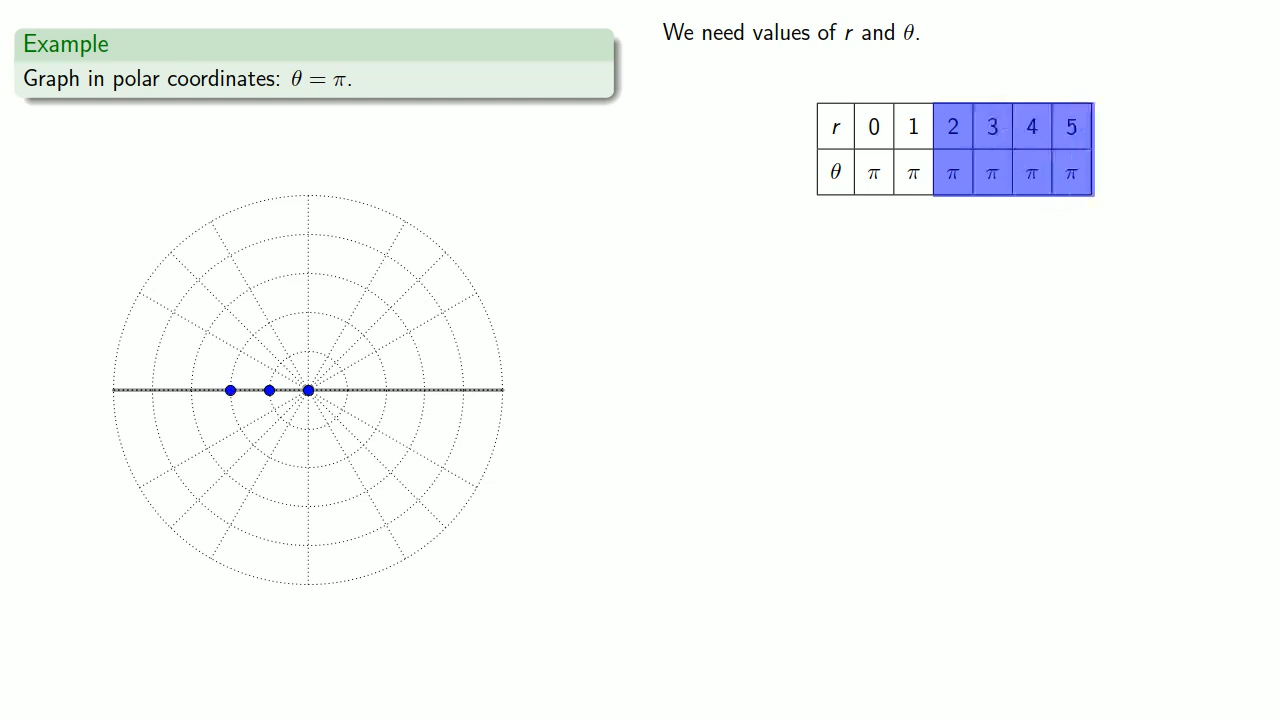 Example
Graph in polar coordinates: θ = π.
We need values of r and θ.
r 0 1 2 3 4 5
θ π π π π π π